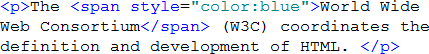 <p>The <span style="color:blue">World Wide
Web Consortium</span> (W3C) coordinates the
definition and development of HTML. </p>